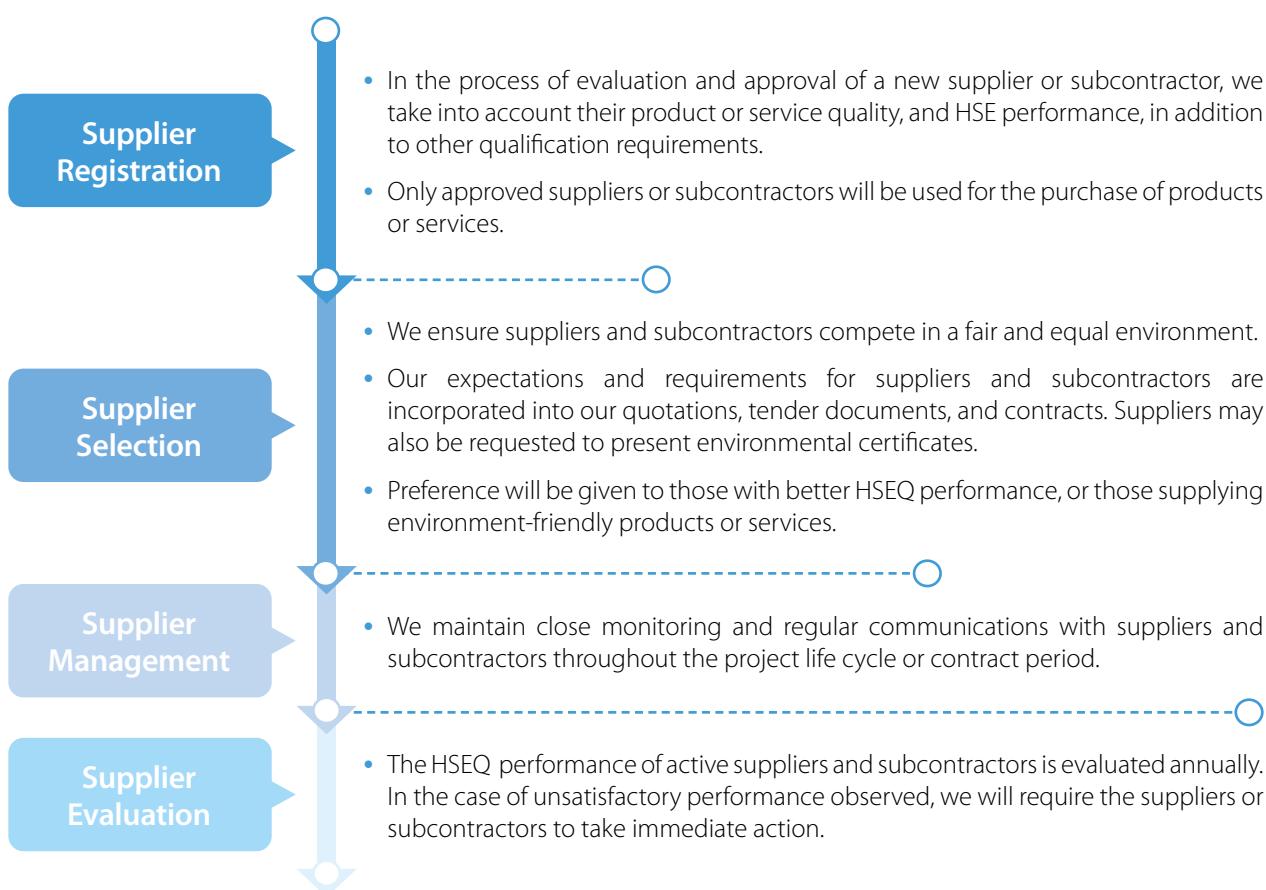 Supplier
Registration
• In the process of evaluation and approval of a new supplier or subcontractor, we
take into account their product or service quality, and HSE performance, in addition
to other qualification requirements.
• Only approved suppliers or subcontractors will be used for the purchase of products
or services.
Supplier
Selection
• We ensure suppliers and subcontractors compete in a fair and equal environment.
• Our expectations and requirements for suppliers and subcontractors are
incorporated into our quotations, tender documents, and contracts. Suppliers may
also be requested to present environmental certificates.
• Preference will be given to those with better HSEQ performance, or those supplying
environment-friendly products or services.
Supplier
Management
• We maintain close monitoring and regular communications with suppliers and
subcontractors throughout the project life cycle or contract period.
Supplier
Evaluation
• The HSEQ performance of active suppliers and subcontractors is evaluated annually.
In the case of unsatisfactory performance observed, we will require the suppliers or
subcontractors to take immediate action.